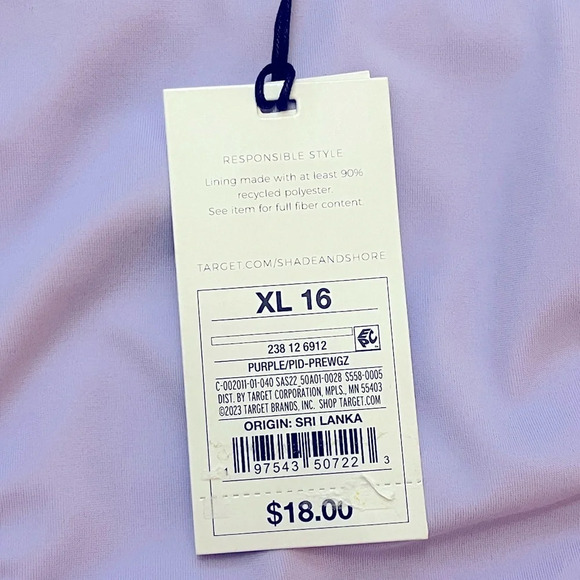 RESPONSIBLE STYLE
Lining made with at least 90%
recycled polyester.
See item for full fiber content.
TARGET.COM/SHADEANDSHORE
XL 16
EPC
238 12 6912
PURPLE/PID-PREWGZ
C-002011-01-040 SAS22_50A01-0028 S558-0005
DIST. BY TARGET CORPORATION, MPLS., MN 55403
©2023 TARGET BRANDS, INC. SHOP TARGET.COM
ORIGIN: SRI LANKA
1 97543 50722 3
$18.00